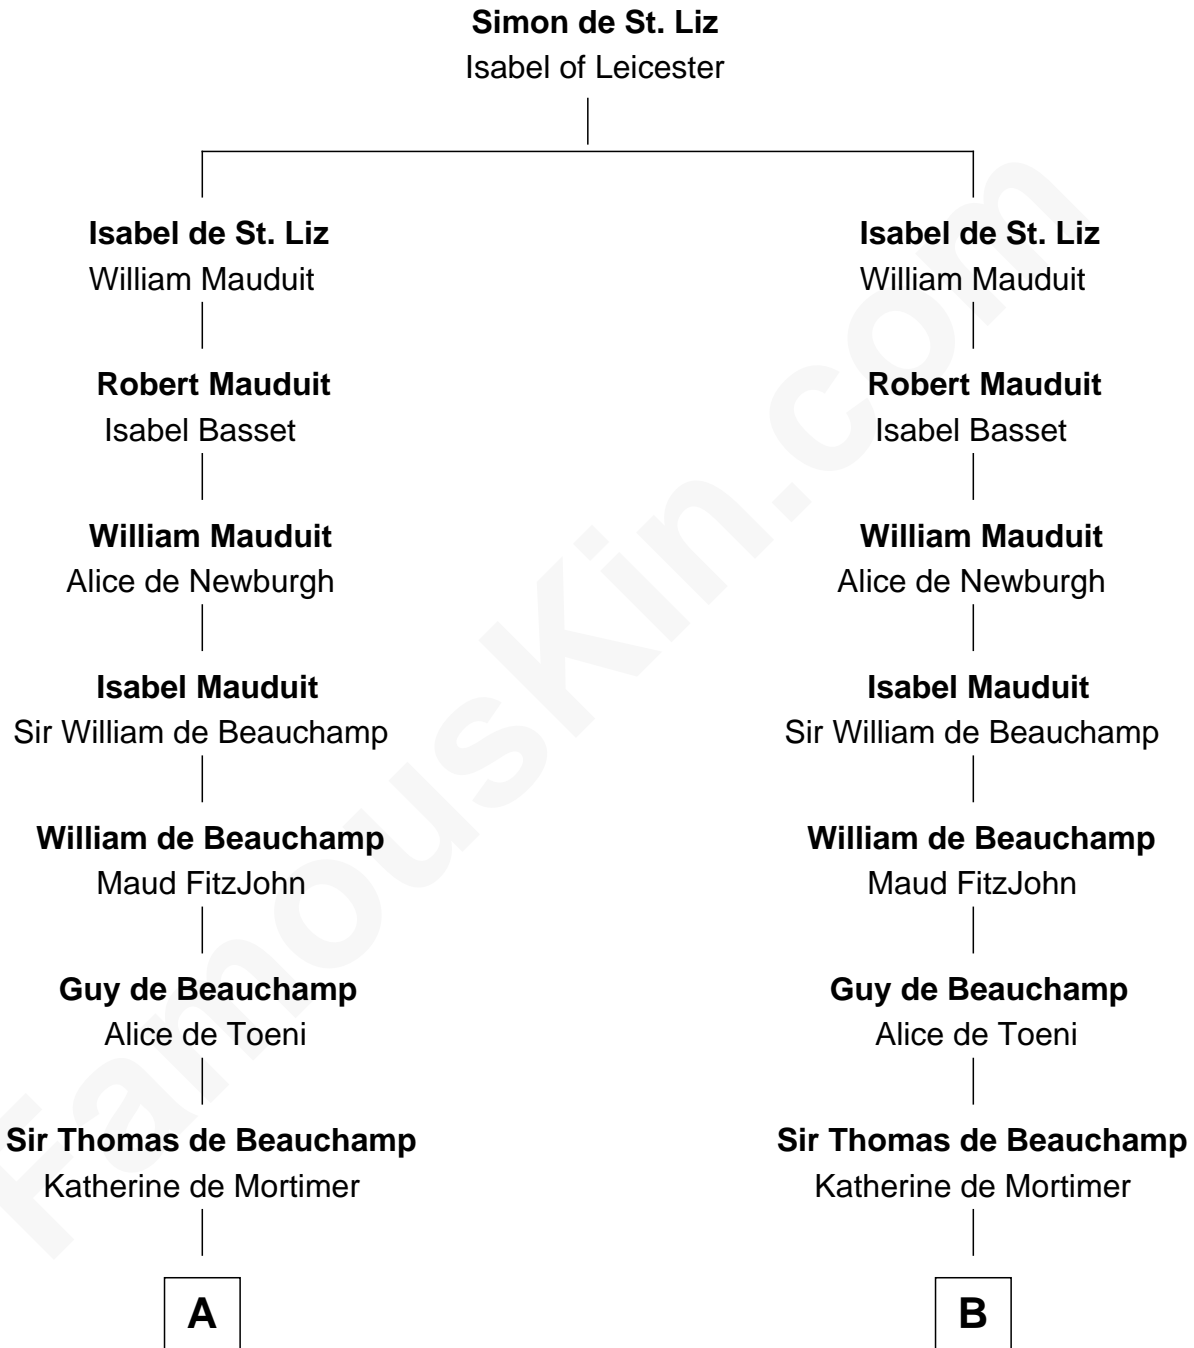 Simon de St. Liz
Isabel of Leicester
Isabel de St. Liz
William Mauduit
Robert Mauduit
Isabel Basset
William Mauduit
Alice de Newburgh
Isabel Mauduit
Sir William de Beauchamp
William de Beauchamp
Maud FitzJohn
Guy de Beauchamp
Alice de Toeni
Sir Thomas de Beauchamp
Katherine de Mortimer
A
Isabel de St. Liz
William Mauduit
Robert Mauduit
Isabel Basset
William Mauduit
Alice de Newburgh
Isabel Mauduit
Sir William de Beauchamp
William de Beauchamp
Maud FitzJohn
Guy de Beauchamp
Alice de Toeni
Sir Thomas de Beauchamp
Katherine de Mortimer
B
FamousKin.com